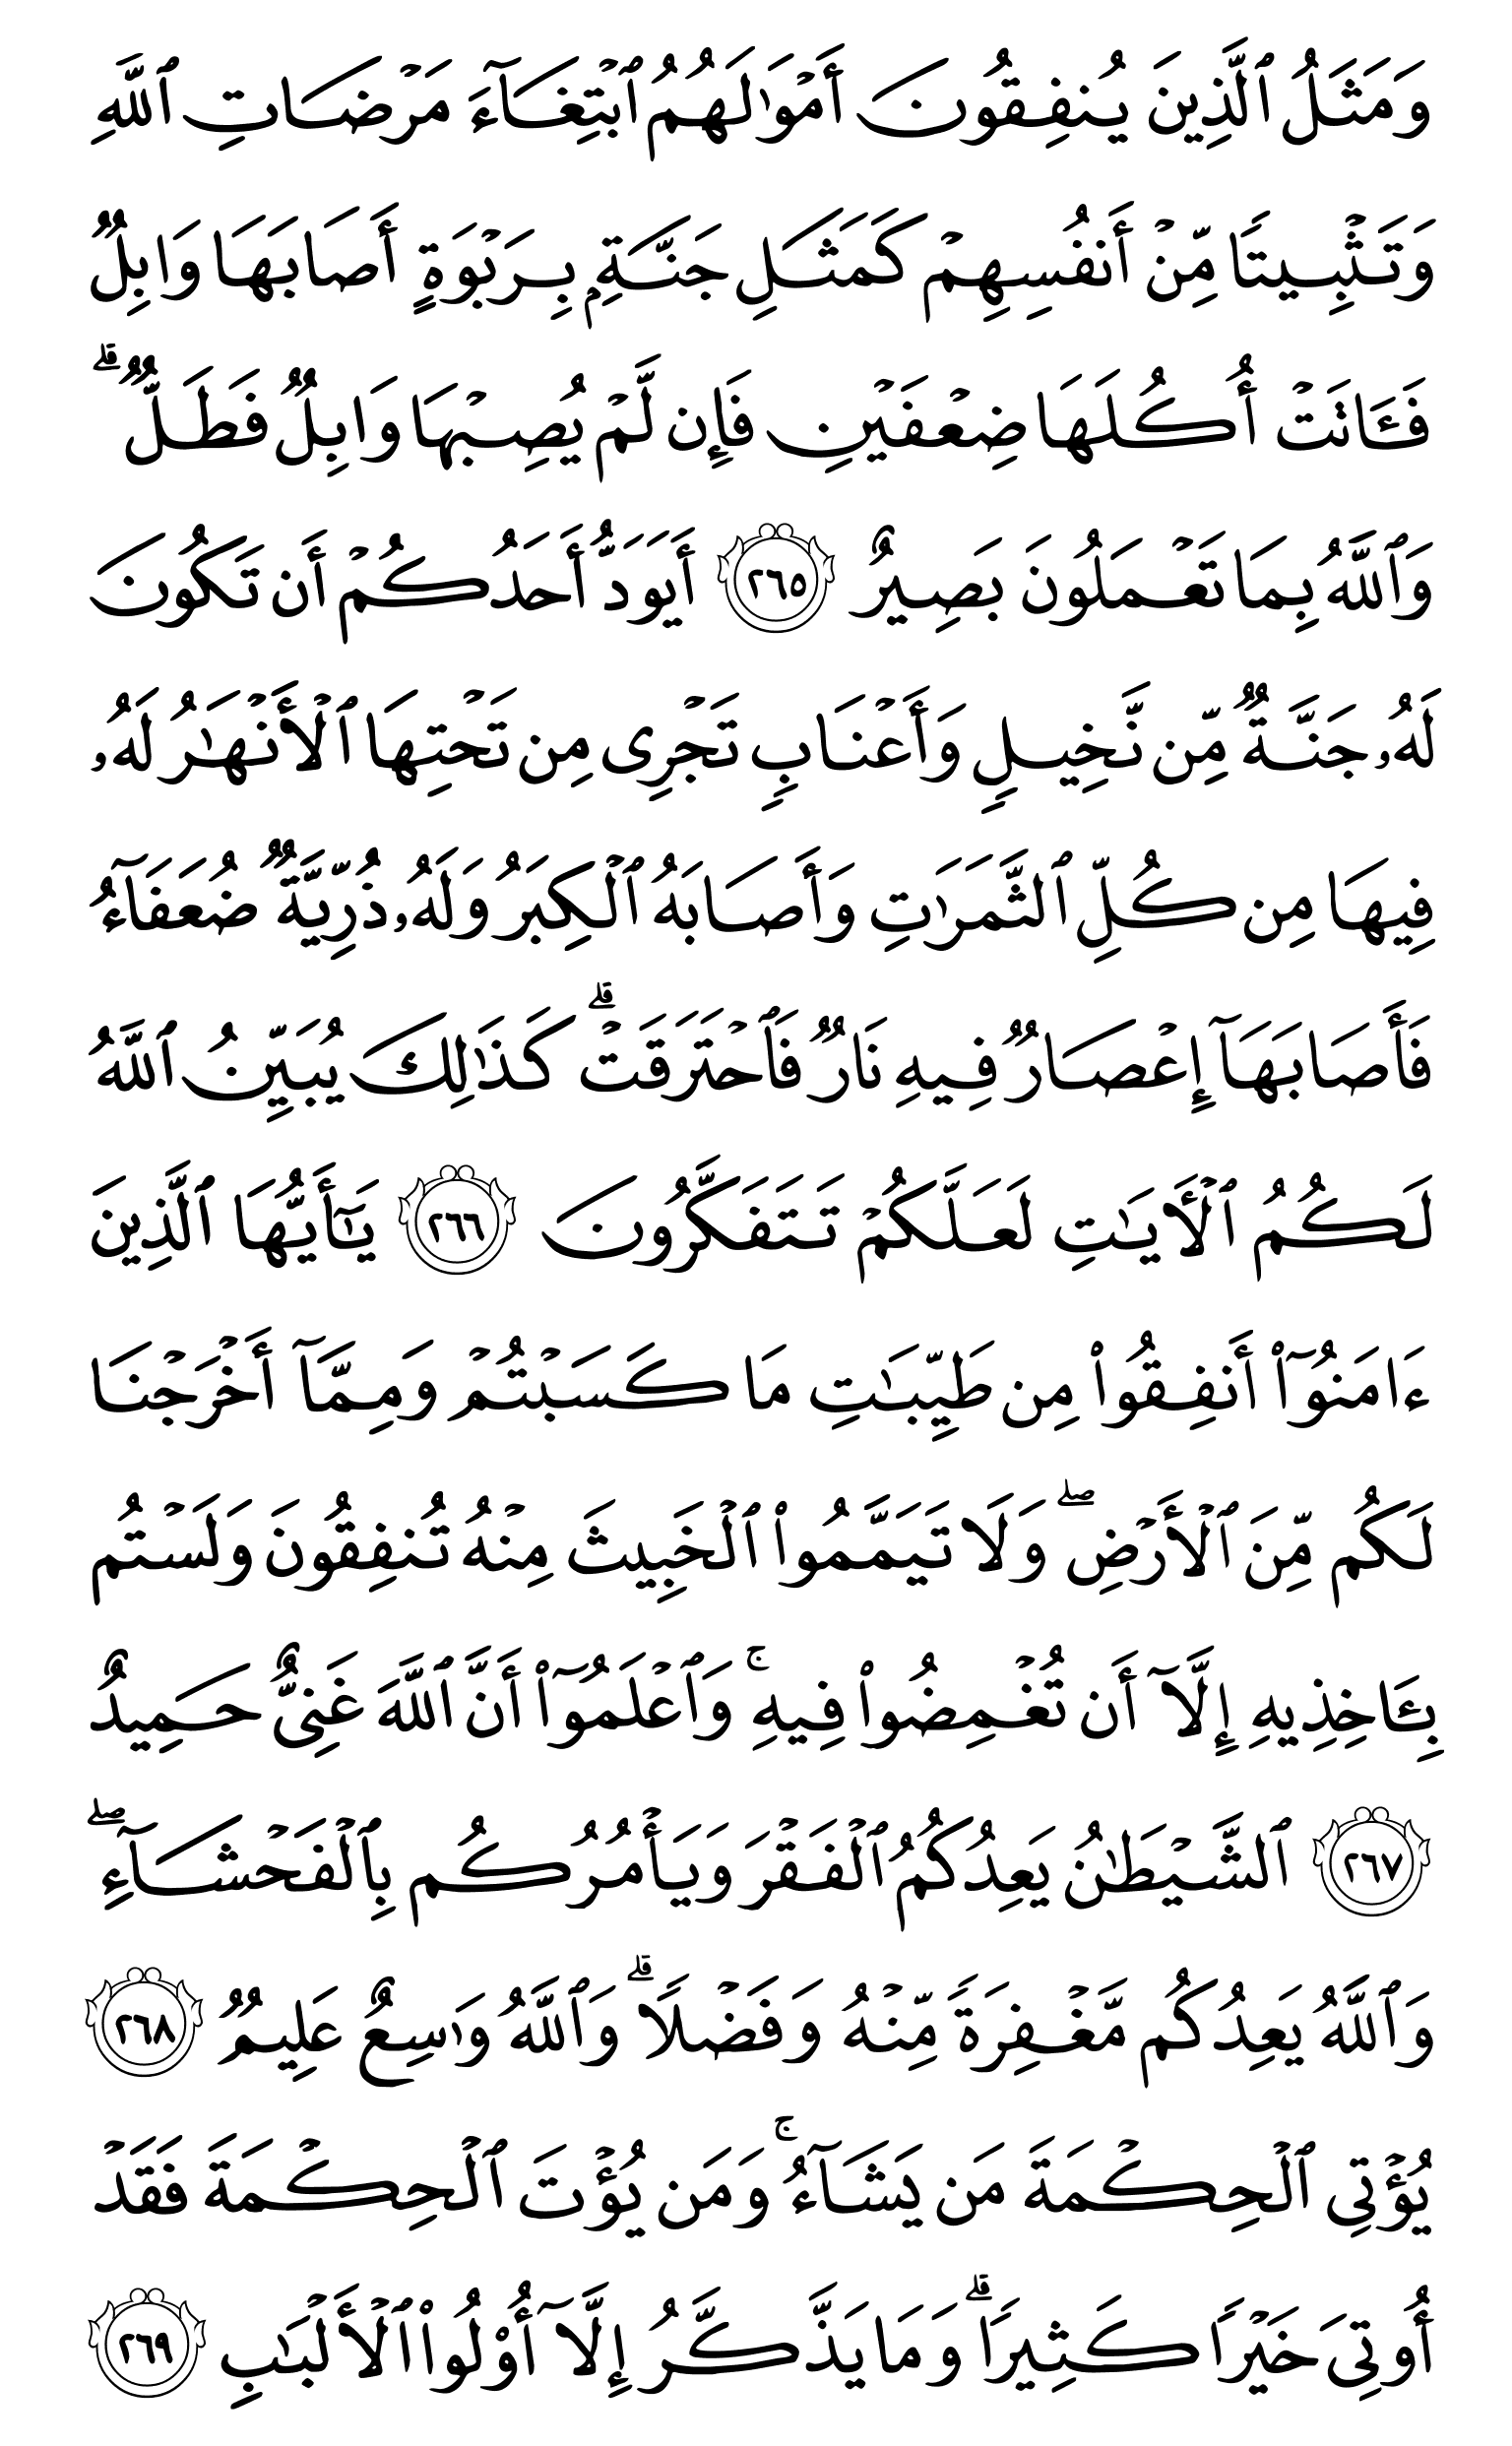 وَمَثَلُ ٱلَّذِينَ يُنفِقُونَ أَمْوَٰلَهُمُ ٱبْتِغَآءَ مَرْضَاتِ ٱللَّهِ
وَتَثْبِيتًا مِّنْ أَنفُسِهِمْ كَمَثَلِ جَنَّةِۭ بِرَبْوَةٍ أَصَابَهَا وَابِلٌ
فَـَٔاتَتْ أُكُلَهَا ضِعْفَيْنِ فَإِن لَّمْ يُصِبْهَا وَابِلٌ فَطَلٌّ ۗ
وَٱللَّهُ بِمَا تَعْمَلُونَ بَصِيرٌ ٢٦٥ أَيَوَدُّ أَحَدُكُمْ أَن تَكُونَ
لَهُۥ جَنَّةٌ مِّن نَّخِيلٍ وَأَعْنَابٍ تَجْرِى مِن تَحْتِهَا ٱلْأَنْهَـٰرُ لَهُۥ
فِيهَا مِن كُلِّ ٱلثَّمَرَٰتِ وَأَصَابَهُ ٱلْكِبَرُ وَلَهُۥ ذُرِّيَّةٌ ضُعَفَآءُ
فَأَصَابَهَآ إِعْصَارٌ فِيهِ نَارٌ فَٱحْتَرَقَتْ ۗ كَذَٰلِكَ يُبَيِّنُ ٱللَّهُ
لَكُمُ ٱلْأَيَـٰتِ لَعَلَّكُمْ تَتَفَكَّرُونَ ٢٦٦ يَـٰٓأَيُّهَا ٱلَّذِينَ
ءَامَنُوٓا۟ أَنفِقُوا۟ مِن طَيِّبَـٰتِ مَا كَسَبْتُمْ وَمِمَّآ أَخْرَجْنَا
لَكُم مِّنَ ٱلْأَرْضِ ۖ وَلَا تَيَمَّمُوا۟ ٱلْخَبِيثَ مِنْهُ تُنفِقُونَ وَلَسْتُم
بِـَٔاخِذِيهِ إِلَّآ أَن تُغْمِضُوا۟ فِيهِ ۚ وَٱعْلَمُوٓا۟ أَنَّ ٱللَّهَ غَنِىٌّ حَمِيدٌ
٢٦٧ ٱلشَّيْطَـٰنُ يَعِدُكُمُ ٱلْفَقْرَ وَيَأْمُرُكُم بِٱلْفَحْشَآءِ ۖ
وَٱللَّهُ يَعِدُكُم مَّغْفِرَةً مِّنْهُ وَفَضْلًا ۗ وَٱللَّهُ وَٰسِعٌ عَلِيمٌ ٢٦٨
يُؤْتِى ٱلْحِكْمَةَ مَن يَشَآءُ ۚ وَمَن يُؤْتَ ٱلْحِكْمَةَ فَقَدْ
أُوتِىَ خَيْرًا كَثِيرًا ۗ وَمَا يَذَّكَّرُ إِلَّآ أُو۟لُوا۟ ٱلْأَلْبَـٰبِ ٢٦٩